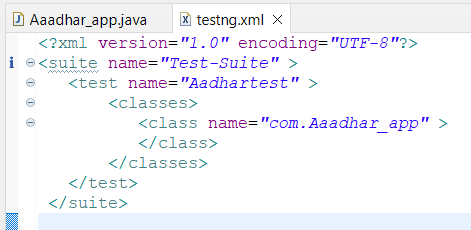 Aaadhar_app.java testng.xml
<?xml version="1.0" encoding="UTF-8"?>
<suite name="Test-Suite" >
<test name="Aadhartest" >
<classes>
<class name="com.Aaadhar_app" >
</class>
</classes>
</test>
</suite>